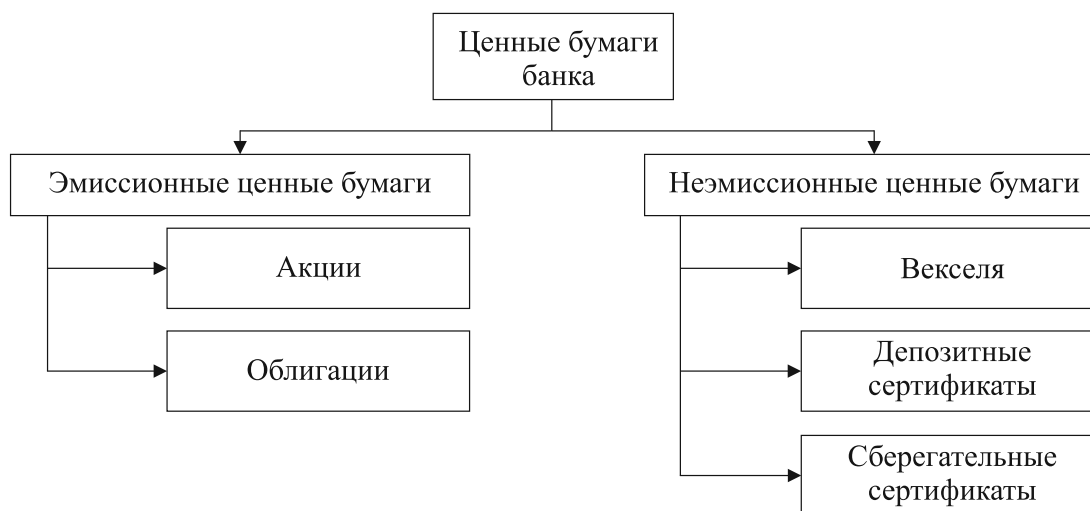 Ценные бумаги
банка
Эмиссионные ценные бумаги
Неэмиссионные ценные бумаги
Акции
Облигации
Векселя
Депозитные
сертификаты
Сберегательные
сертификаты